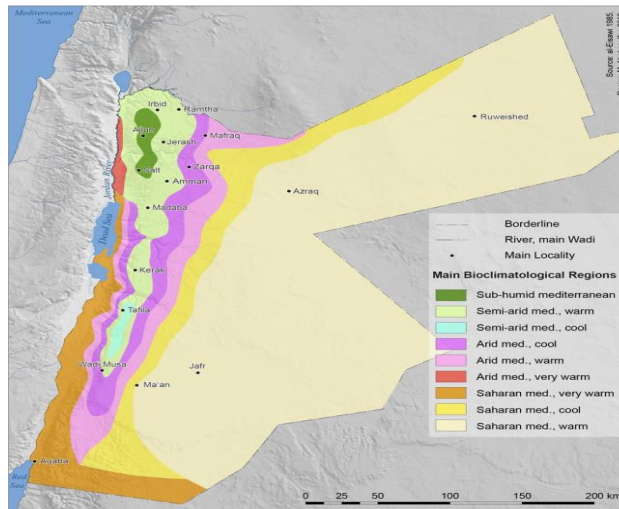 Mediterranean
Sea
Source: al-Eisawi 1985.
Irbid
Ramtha
Ruweished
Ajlun
Jerash
Mafraq
Salt
Zarqa
Amman
Azraq
Jordan River
Madaba
Dead Sea
Kerak
Tafila
Wadi Musa
Jafr
Ma'an
Aqaba
Red
Sea
Borderline
River, main Wadi
Main Locality
Main Bioclimatological Regions
Sub-humid mediterranean
Semi-arid med., warm
Semi-arid med., cool
Arid med., cool
Arid med., warm
Arid med., very warm
Saharan med., very warm
Saharan med., cool
Saharan med., warm
0 25 50 100 150 200 km